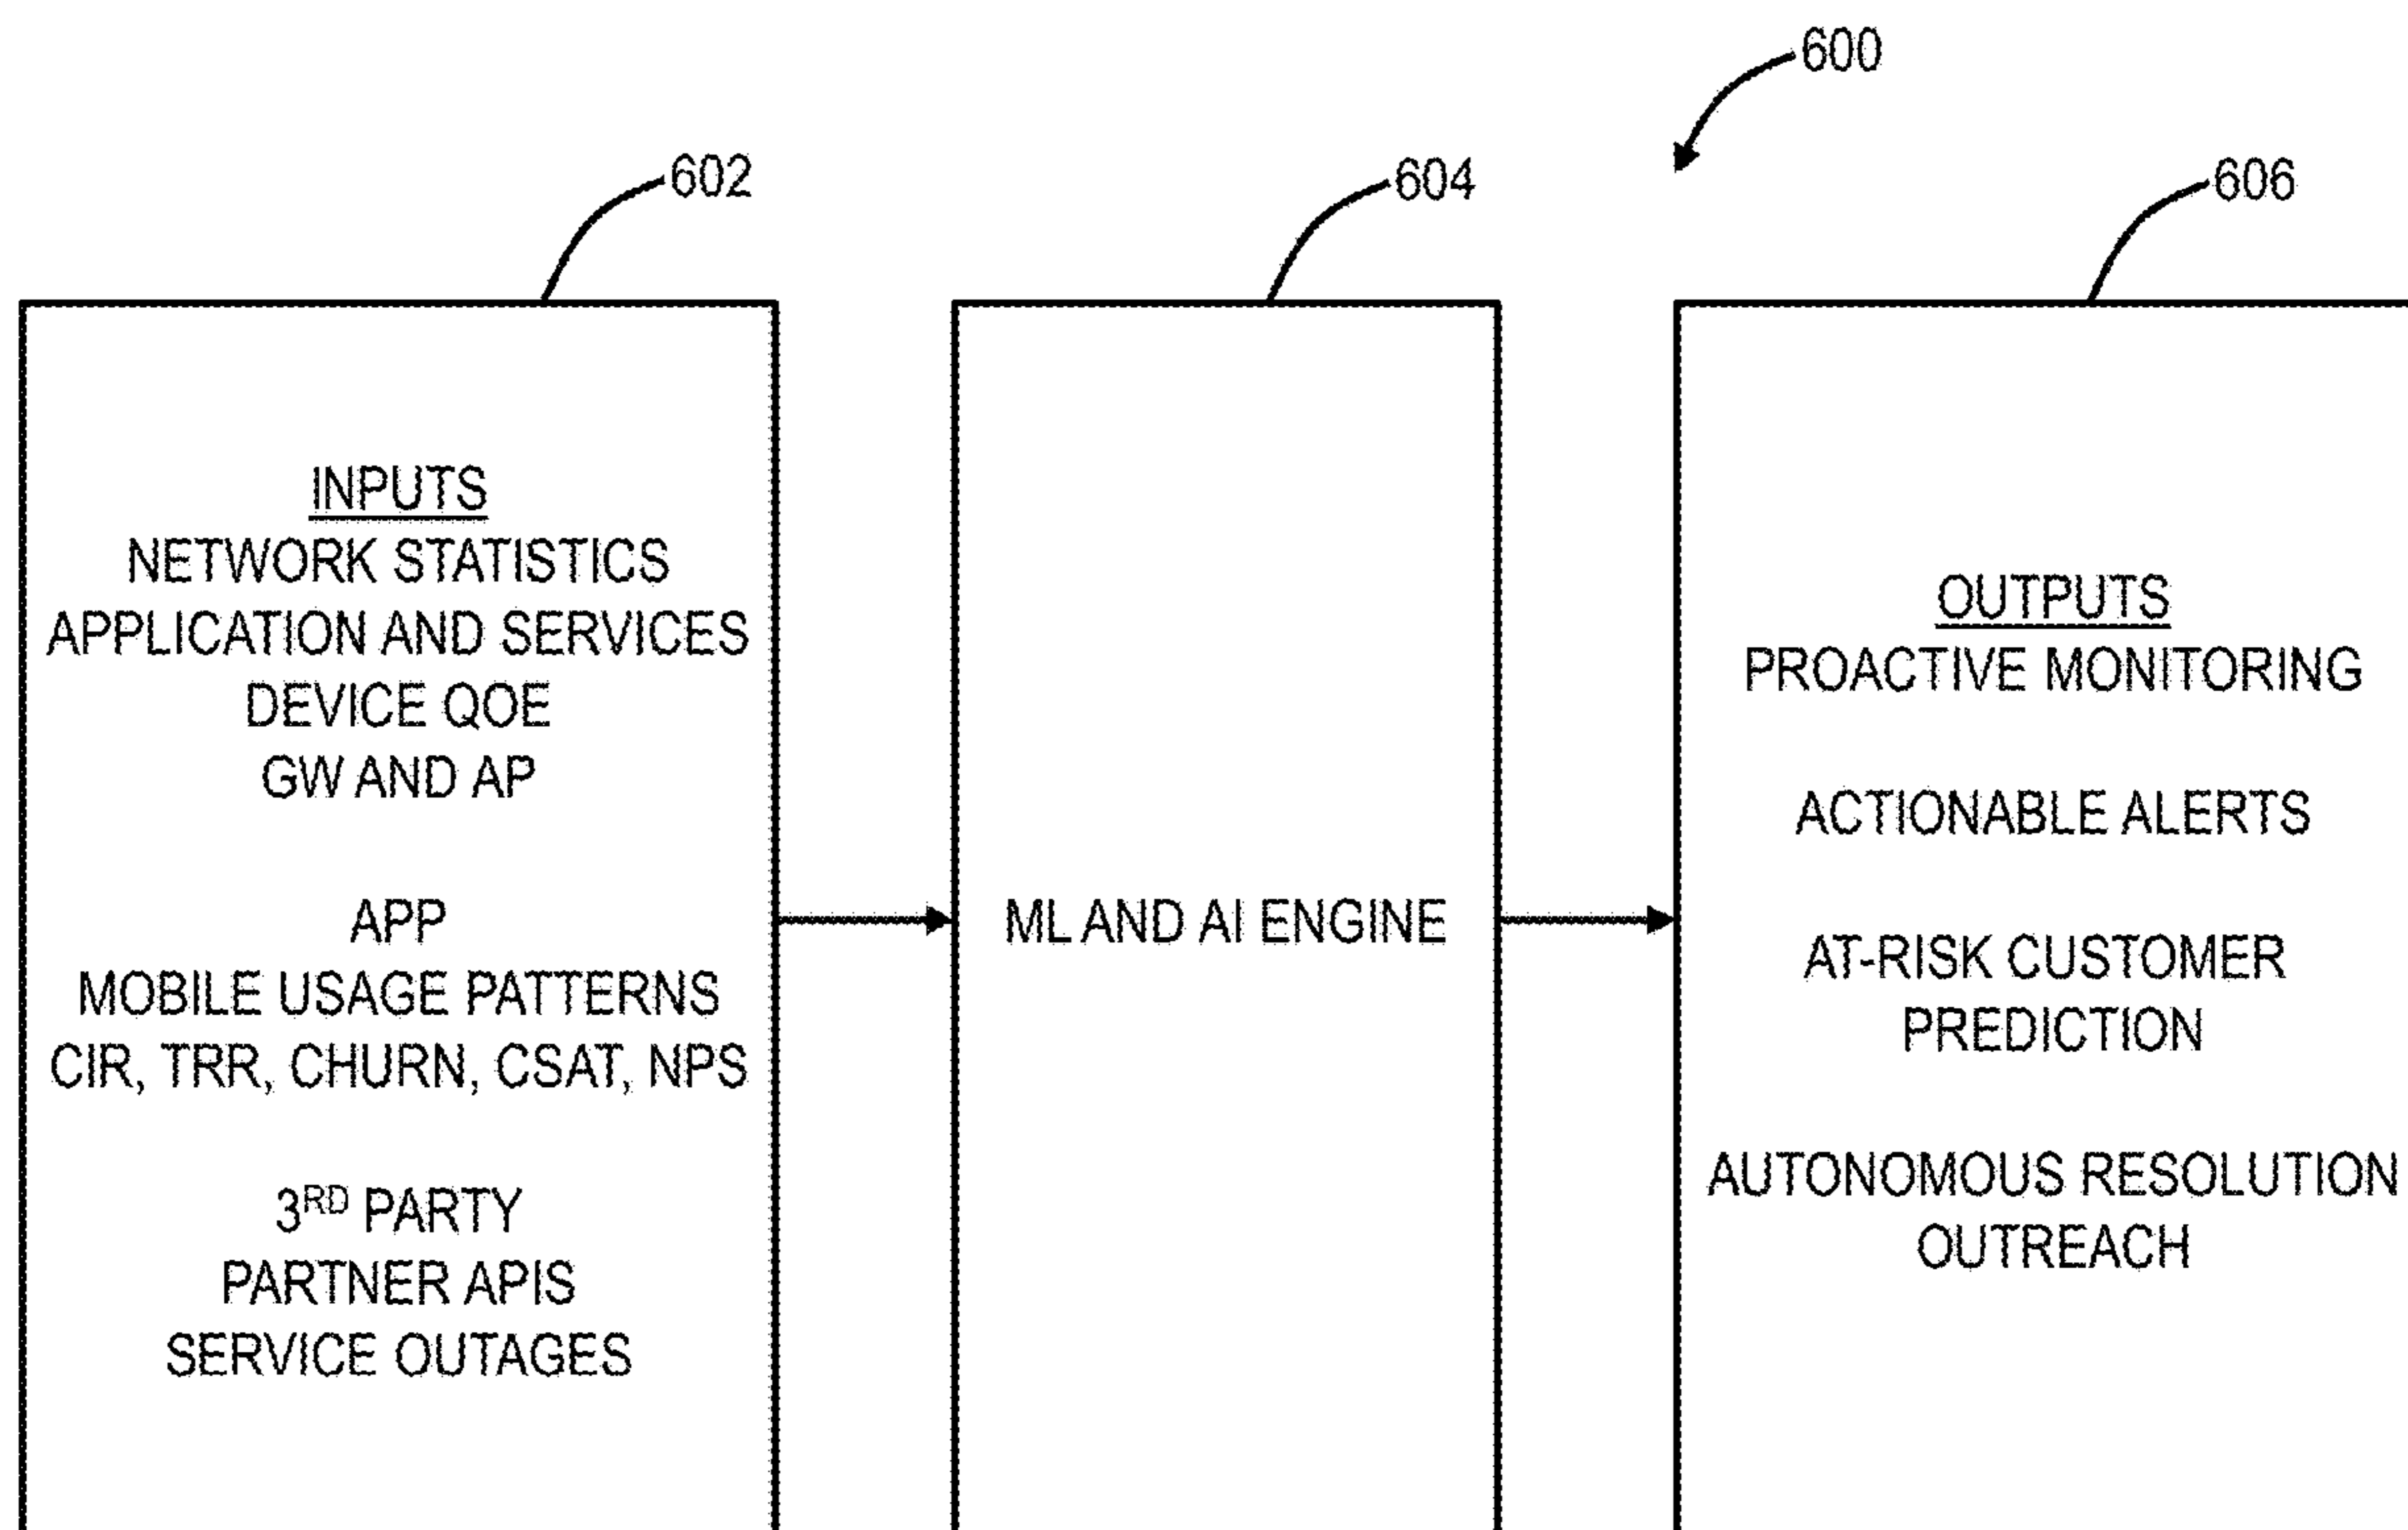 600
602
604
606
INPUTS
NETWORK STATISTICS
APPLICATION AND SERVICES
DEVICE QOE
GW AND AP
APP
MOBILE USAGE PATTERNS
CIR, TRR, CHURN, CSAT, NPS
3RD PARTY
PARTNER APIS
SERVICE OUTAGES
ML AND AI ENGINE
OUTPUTS
PROACTIVE MONITORING
ACTIONABLE ALERTS
AT-RISK CUSTOMER
PREDICTION
AUTONOMOUS RESOLUTION
OUTREACH